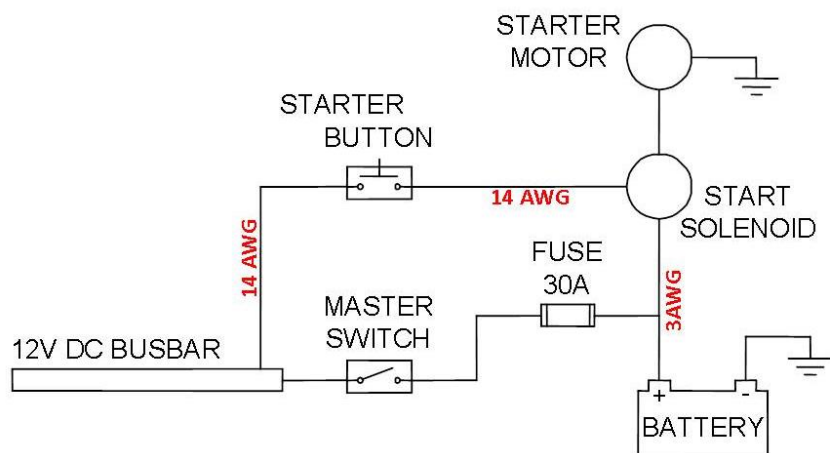 STARTER
MOTOR
STARTER
BUTTON
14 AWG
START
SOLENOID
14 AWG
FUSE
30A
3AWG
MASTER
SWITCH
12V DC BUSBAR
+
-
BATTERY